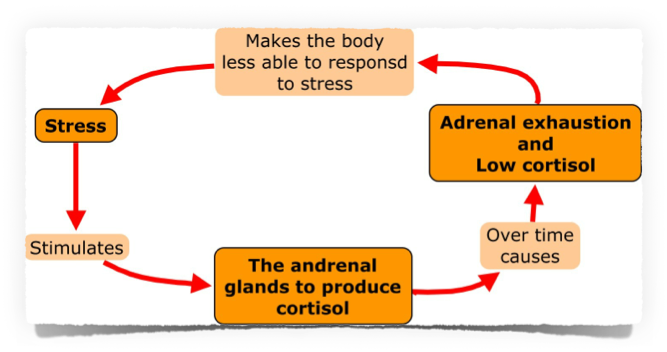 Makes the body
less able to responsd
to stress
Stress
Adrenal exhaustion
and
Low cortisol
Stimulates
Over time
causes
The andrenal
glands to produce
cortisol